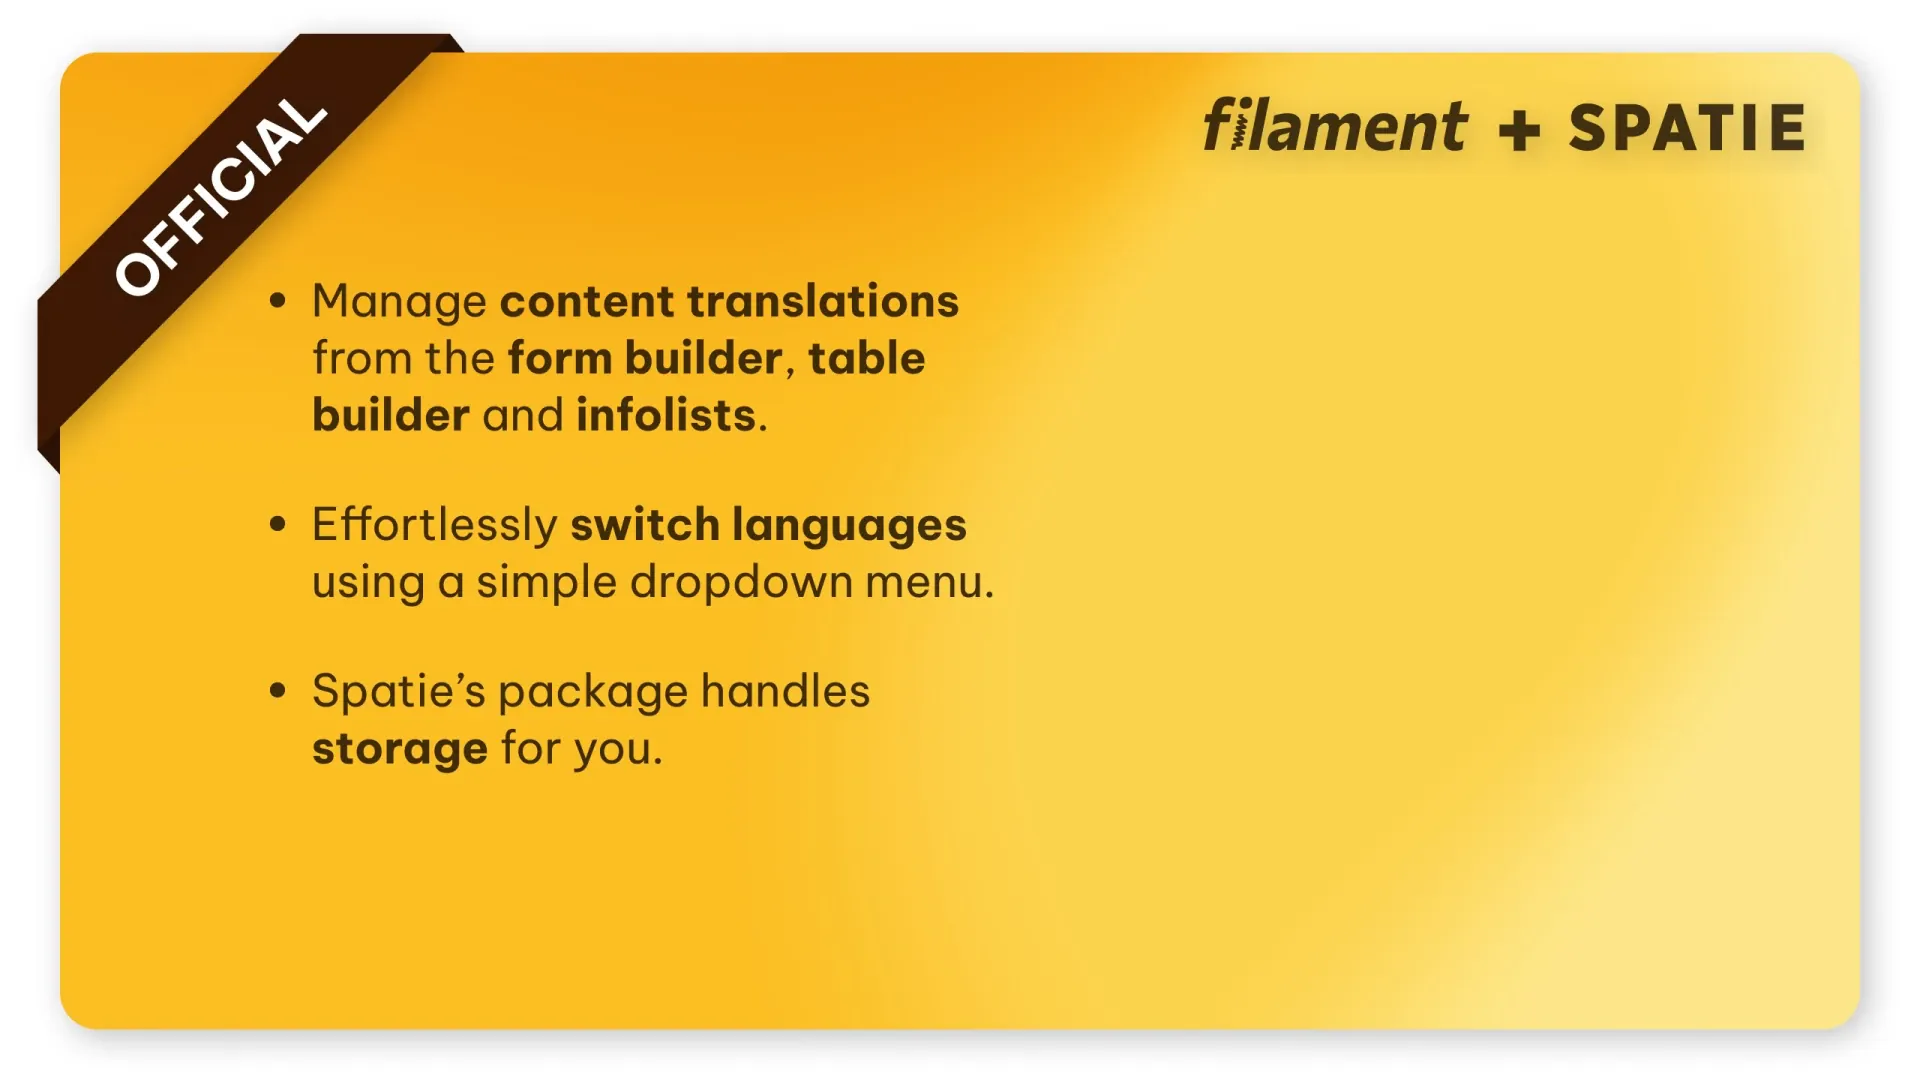 OFFICIAL
filament + SPATIE
• Manage content translations
from the form builder, table
builder and infolists.
• Effortlessly switch languages
using a simple dropdown menu.
• Spatie’s package handles
storage for you.